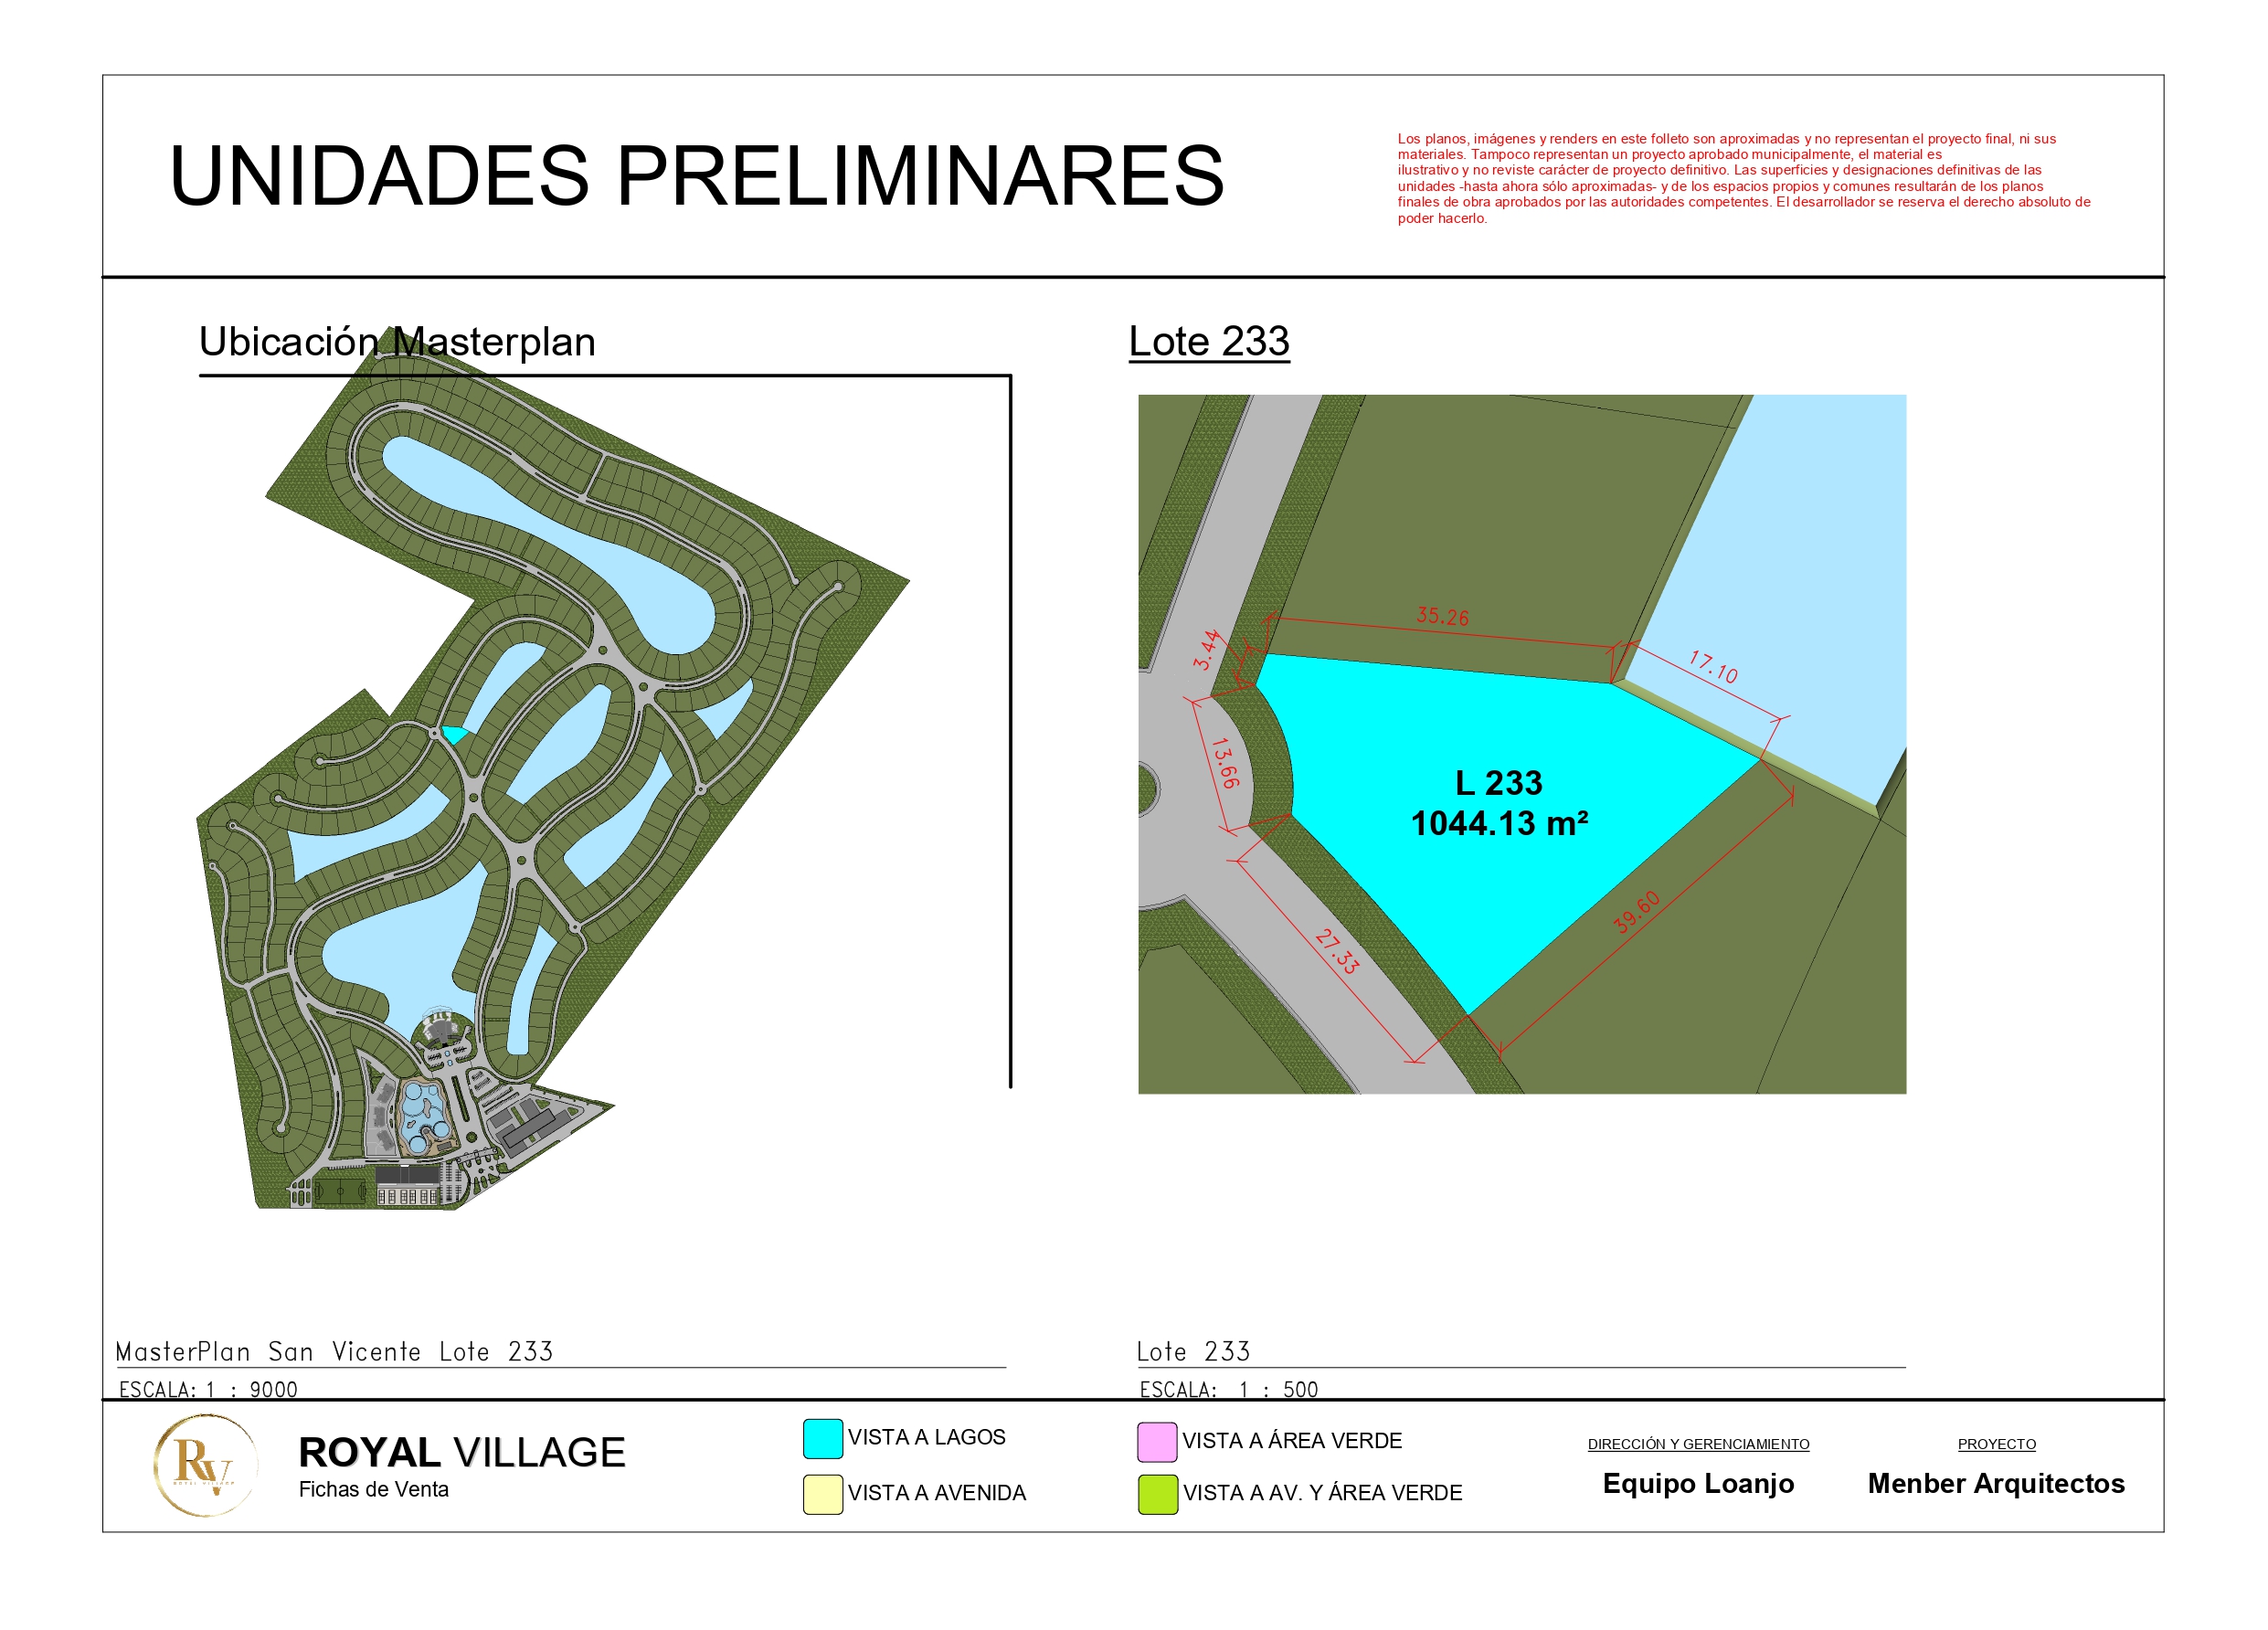 UNIDADES PRELIMINARES
Los planos, imágenes y renders en este folleto son aproximadas y no representan el proyecto final, ni sus
materiales. Tampoco representan un proyecto aprobado municipalmente, el material es
ilustrativo y no reviste carácter de proyecto definitivo. Las superficies y designaciones definitivas de las
unidades -hasta ahora sólo aproximadas- y de los espacios propios y comunes resultarán de los planos
finales de obra aprobados por las autoridades competentes. El desarrollador se reserva el derecho absoluto de
poder hacerlo.
Ubicación Masterplan
Lote 233
35.26
3.44
17.10
13.66
L 233
1044.13 m²
39.60
27.33
MasterPlan San Vicente Lote 233
ESCALA: 1 : 9000
Lote 233
ESCALA: 1 : 500
RV
ROYAL VILLAGE
ROYAL VILLAGE
Fichas de Venta
VISTA A LAGOS
VISTA A AVENIDA
VISTA A ÁREA VERDE
VISTA A AV. Y ÁREA VERDE
DIRECCIÓN Y GERENCIAMIENTO
Equipo Loanjo
PROYECTO
Menber Arquitectos